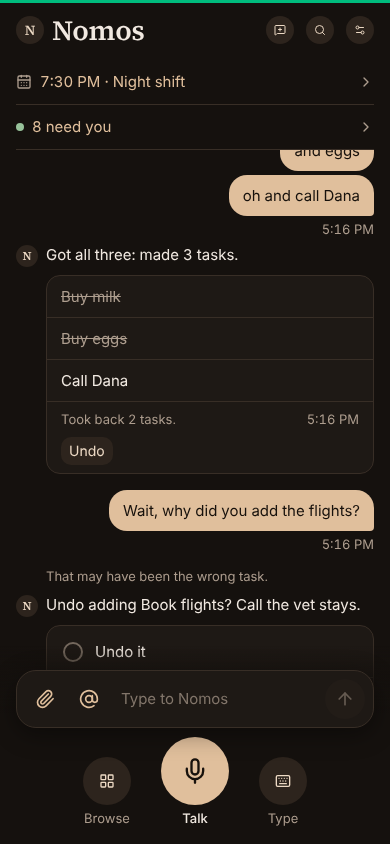 N Nomos
7:30 PM · Night shift
8 need you
and eggs
oh and call Dana
5:16 PM
N Got all three: made 3 tasks.
Buy milk
Buy eggs
Call Dana
Took back 2 tasks. 5:16 PM
Undo
Wait, why did you add the flights?
5:16 PM
That may have been the wrong task.
N Undo adding Book flights? Call the vet stays.
Undo it
@ Type to Nomos
Browse Talk Type